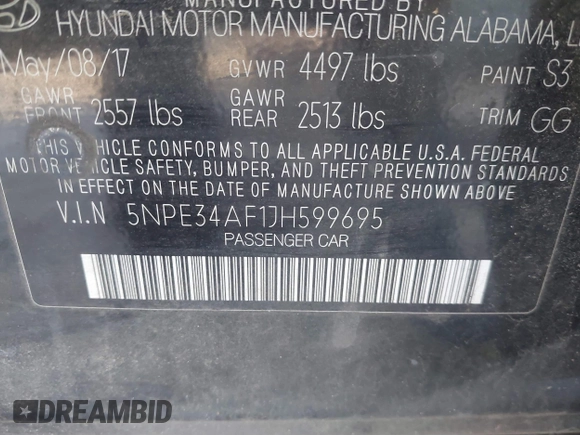 MANUFACTURED BY
HYUNDAI MOTOR MANUFACTURING ALABAMA, L
May/08/17 GVWR 4497 lbs PAINT S3
GAWR FRONT 2557 lbs GAWR REAR 2513 lbs TRIM GG
THIS VEHICLE CONFORMS TO ALL APPLICABLE U.S.A. FEDERAL
MOTOR VEHICLE SAFETY, BUMPER, AND THEFT PREVENTION STANDARDS
IN EFFECT ON THE DATE OF MANUFACTURE SHOWN ABOVE.
V.I.N 5NPE34AF1JH599695
PASSENGER CAR
DREAMBID